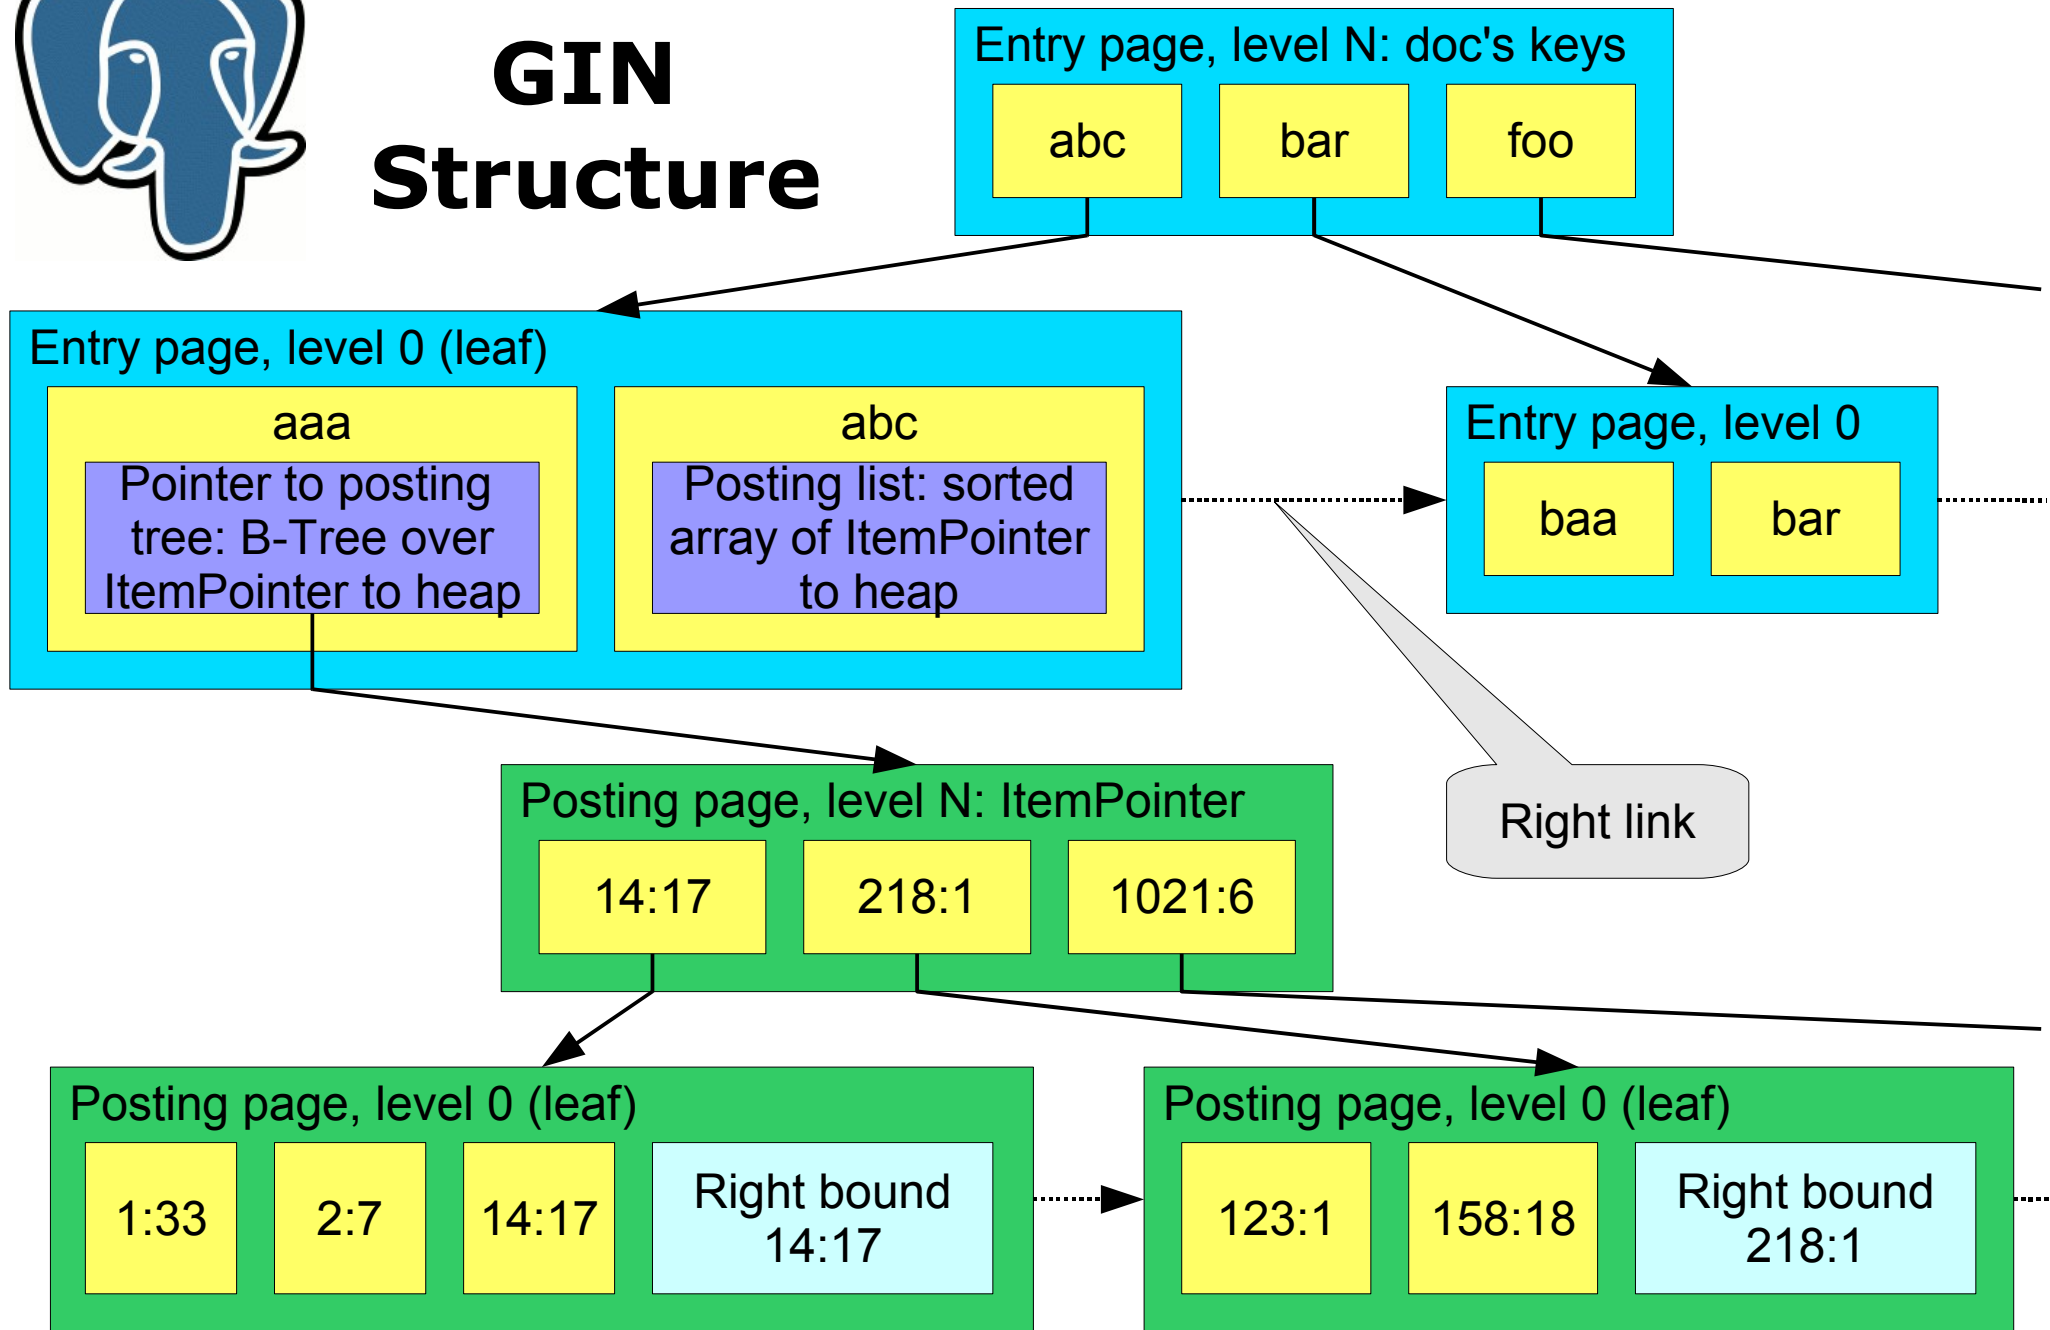 GIN
Structure
Entry page, level N: doc's keys
abc
bar
foo
Entry page, level 0 (leaf)
aaa
Pointer to posting
tree: B-Tree over
ItemPointer to heap
abc
Posting list: sorted
array of ItemPointer
to heap
Entry page, level 0
baa
bar
Right link
Posting page, level N: ItemPointer
14:17
218:1
1021:6
Posting page, level 0 (leaf)
1:33
2:7
14:17
Right bound
14:17
Posting page, level 0 (leaf)
123:1
158:18
Right bound
218:1